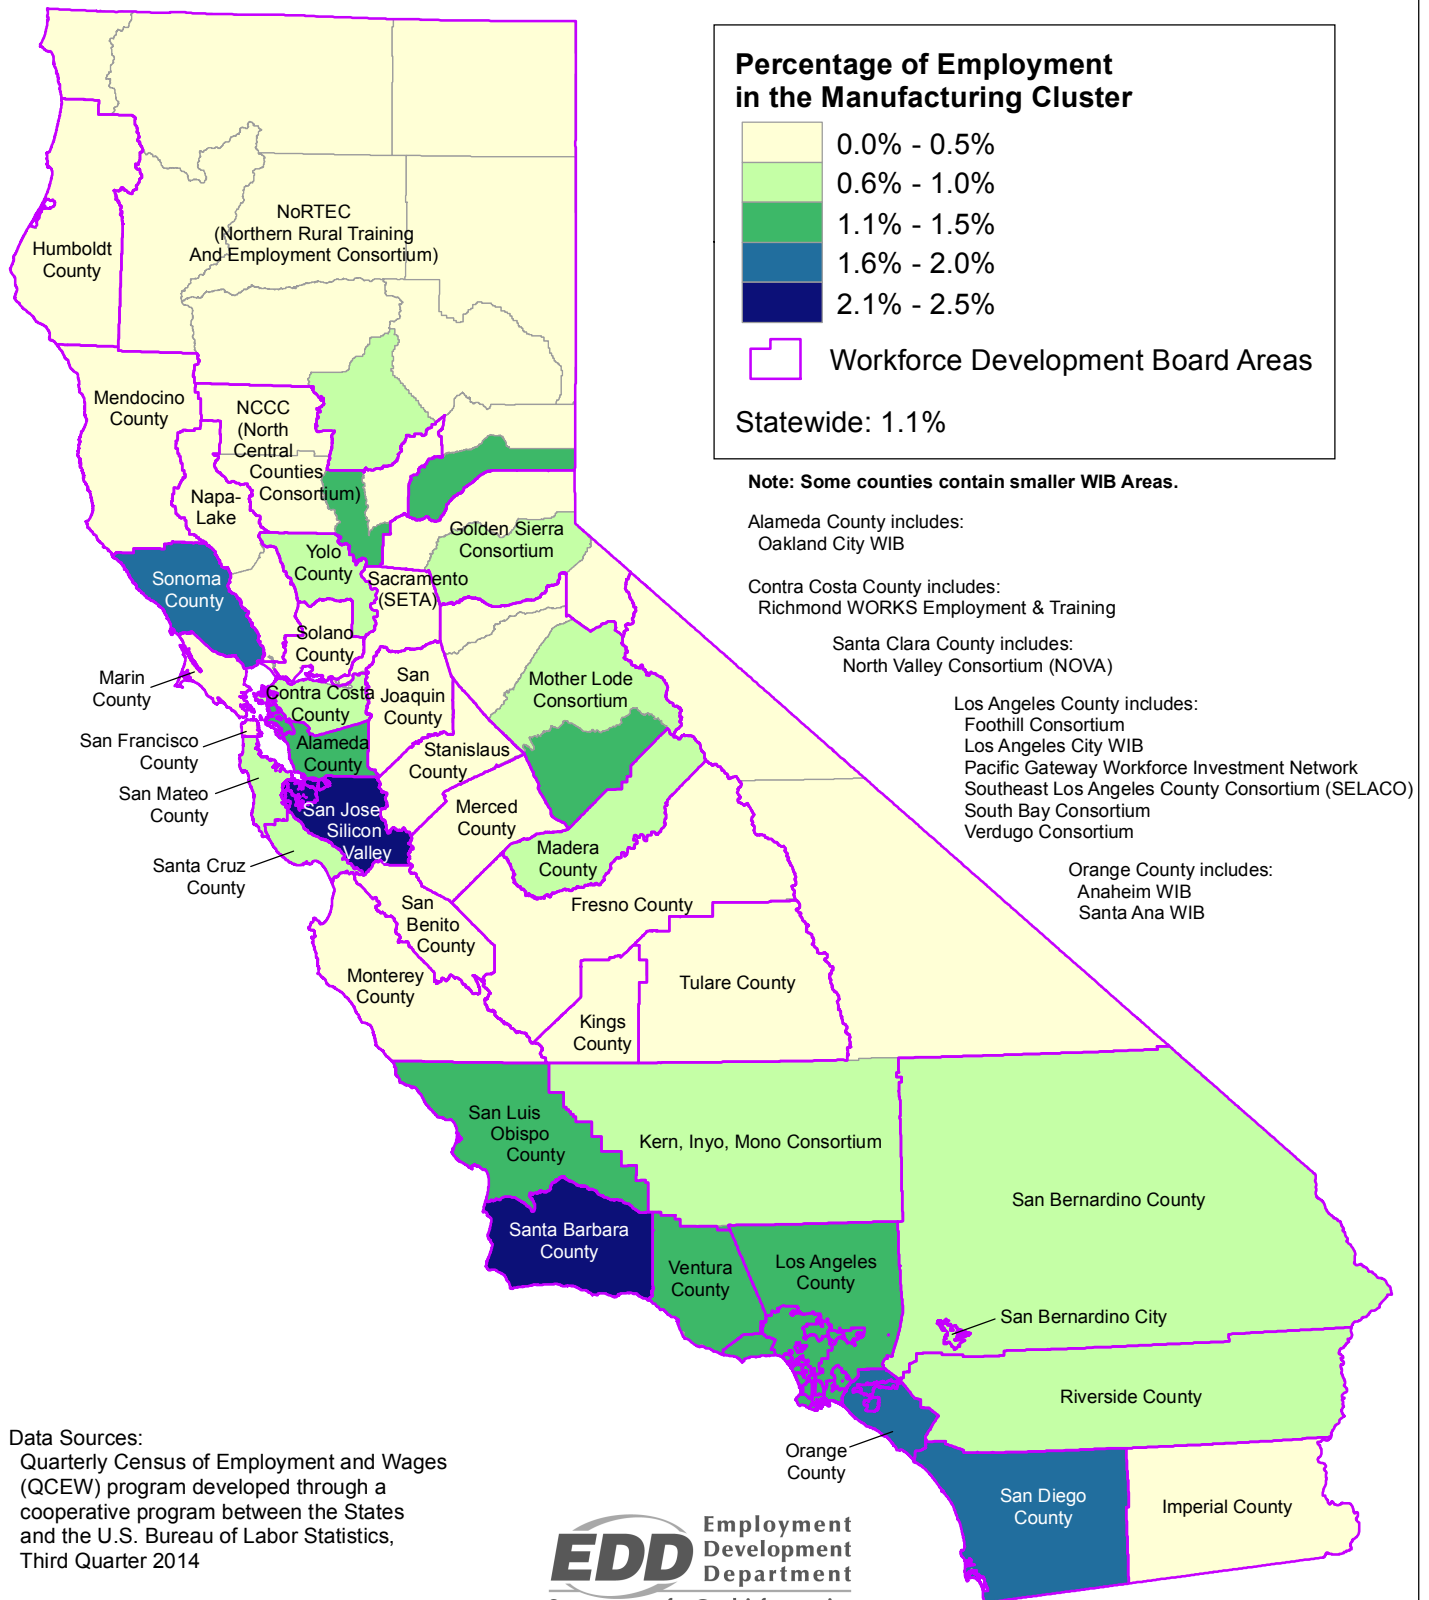 Percentage of Employment
in the Manufacturing Cluster
0.0% - 0.5%
0.6% - 1.0%
1.1% - 1.5%
1.6% - 2.0%
2.1% - 2.5%
Workforce Development Board Areas
Statewide: 1.1%
Note: Some counties contain smaller WIB Areas.
Alameda County includes:
Oakland City WIB
Contra Costa County includes:
Richmond WORKS Employment & Training
Santa Clara County includes:
North Valley Consortium (NOVA)
Los Angeles County includes:
Foothill Consortium
Los Angeles City WIB
Pacific Gateway Workforce Investment Network
Southeast Los Angeles County Consortium (SELACO)
South Bay Consortium
Verdugo Consortium
Orange County includes:
Anaheim WIB
Santa Ana WIB
Humboldt
County
NoRTEC
(Northern Rural Training
And Employment Consortium)
Mendocino
County
NCCC
(North
Central
Counties
Consortium)
Napa-
Lake
Golden Sierra
Consortium
Yolo
County
Sonoma
County
Sacramento
(SETA)
Solano
County
Marin
County
Contra Costa
County
San
Joaquin
County
Mother Lode
Consortium
San Francisco
County
Alameda
County
Stanislaus
County
San Mateo
County
San Jose
Silicon
Valley
Merced
County
Santa Cruz
County
Madera
County
San
Benito
County
Fresno County
Monterey
County
Tulare County
Kings
County
San Luis
Obispo
County
Kern, Inyo, Mono Consortium
San Bernardino County
Santa Barbara
County
Ventura
County
Los Angeles
County
San Bernardino City
Riverside County
Orange
County
San Diego
County
Imperial County
Data Sources:
Quarterly Census of Employment and Wages
(QCEW) program developed through a
cooperative program between the States
and the U.S. Bureau of Labor Statistics,
Third Quarter 2014
EDD
Employment
Development
Department